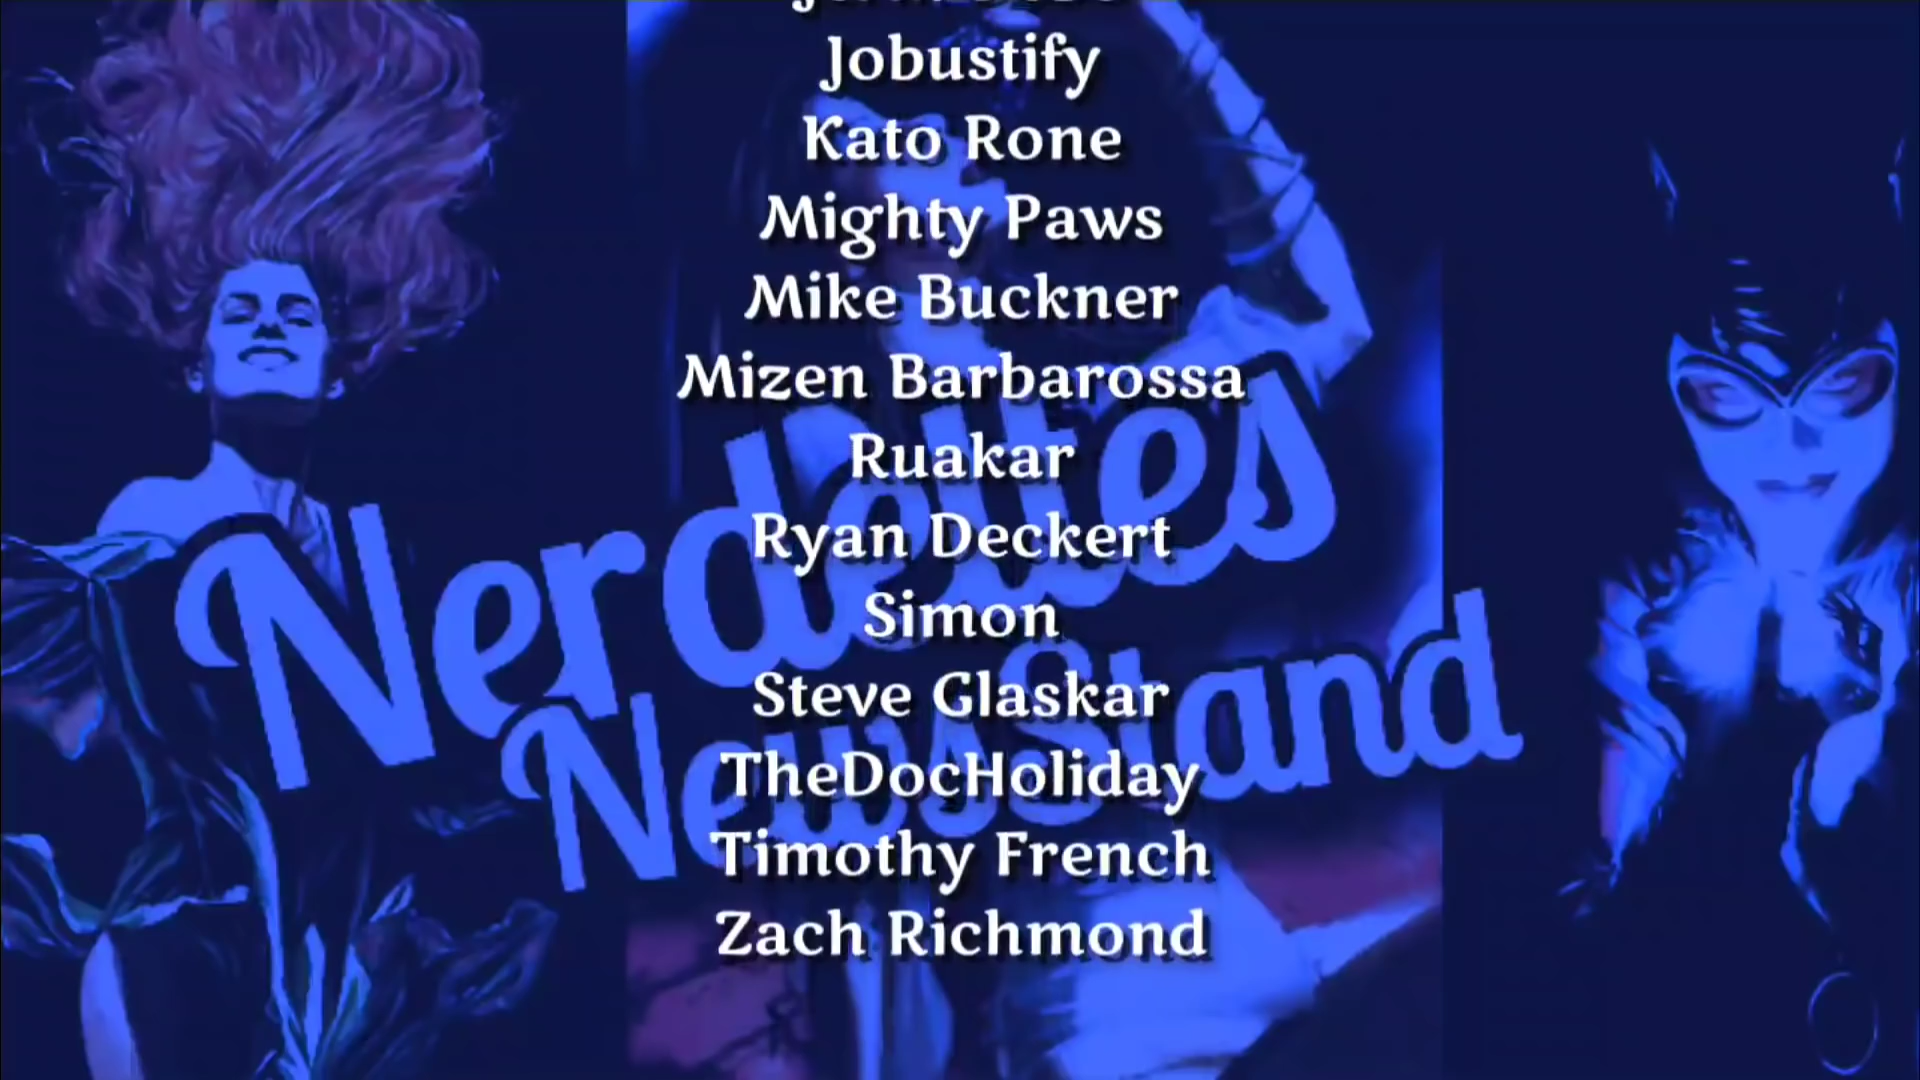 Jobustify
Kato Rone
Mighty Paws
Mike Buckner
Mizen Barbarossa
Ruakar
Ryan Deckert
Simon
Steve Glaskar
TheDocHoliday
Timothy French
Zach Richmond
Nerdettes
NewsStand